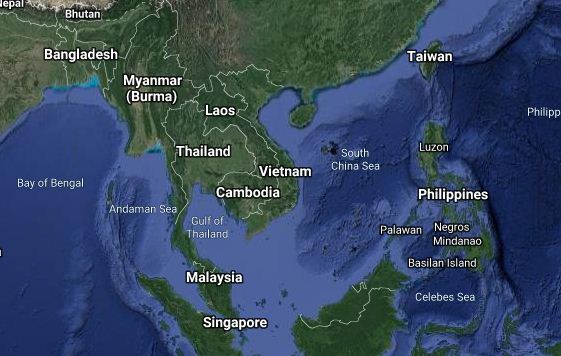 Nepal
Bhutan
Bangladesh
Taiwan
Myanmar
(Burma)
Laos
Philipp
Luzon
Thailand
South
China Sea
Vietnam
Bay of Bengal
Cambodia
Philippines
Andaman Sea
Gulf of
Thailand
Palawan
Negros
Mindanao
Basilan Island
Malaysia
Celebes Sea
Singapore